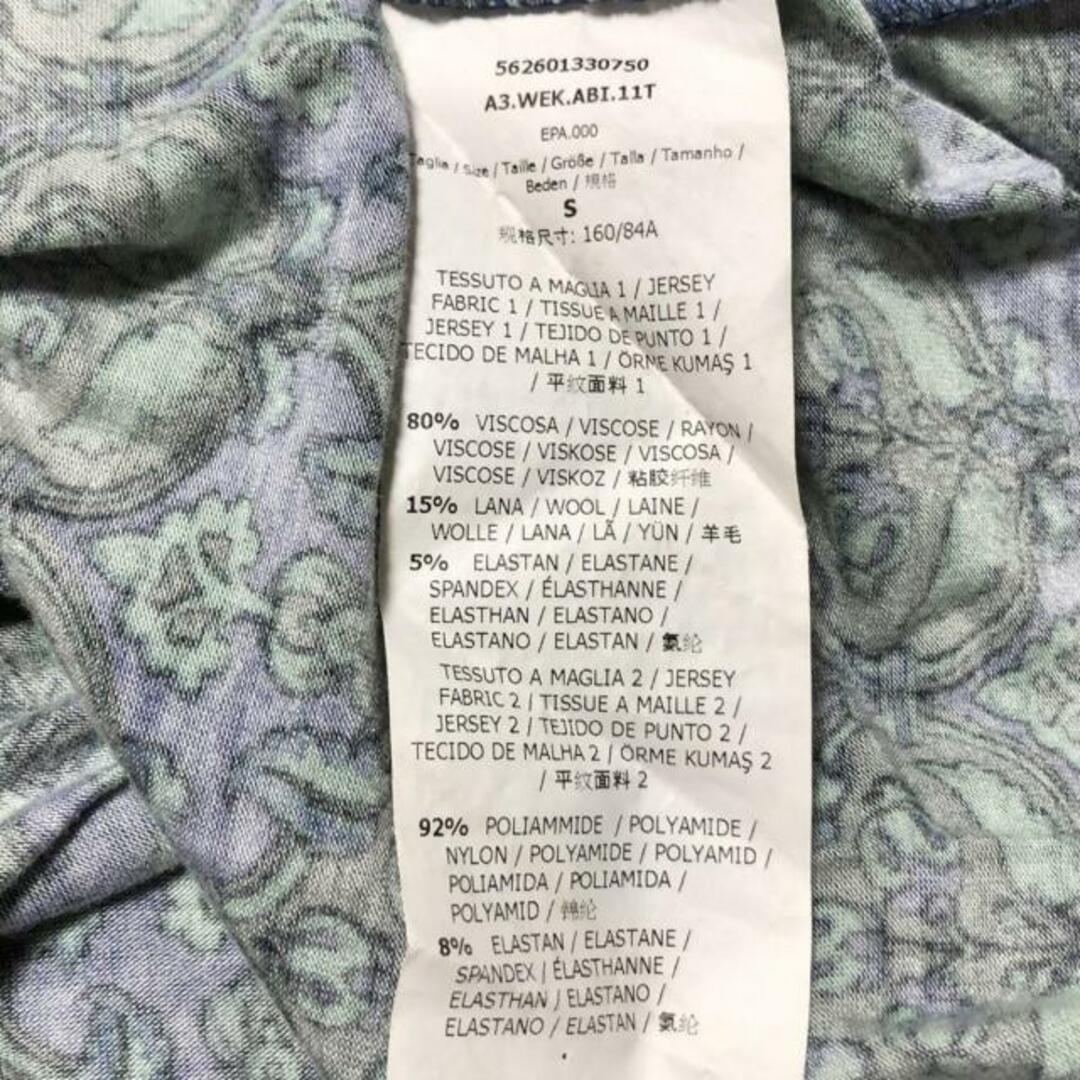 562601330750
A3.WEK.ABI.11T
EPA.000
Taglia / Size / Taille / Größe / Talla / Tamanho /
Beden / 規格
S
规格尺寸: 160/84A
TESSUTO A MAGLIA 1 / JERSEY
FABRIC 1 / TISSUE A MAILLE 1 /
JERSEY 1 / TEJIDO DE PUNTO 1 /
TECIDO DE MALHA 1 / ÖRME KUMAŞ 1
/ 平纹面料 1
80% VISCOSA / VISCOSE / RAYON /
VISCOSE / VISKOSE / VISCOSA /
VISCOSE / VISKOZ / 粘胶纤维
15% LANA / WOOL / LAINE /
WOLLE / LANA / LÃ / YÜN / 羊毛
5% ELASTAN / ELASTANE /
SPANDEX / ÉLASTHANNE /
ELASTHAN / ELASTANO /
ELASTANO / ELASTAN / 氨纶
TESSUTO A MAGLIA 2 / JERSEY
FABRIC 2 / TISSUE A MAILLE 2 /
JERSEY 2 / TEJIDO DE PUNTO 2 /
TECIDO DE MALHA 2 / ÖRME KUMAŞ 2
/ 平纹面料 2
92% POLIAMMIDE / POLYAMIDE /
NYLON / POLYAMIDE / POLYAMID /
POLIAMIDA / POLIAMIDA /
POLYAMID / 锦纶
8% ELASTAN / ELASTANE /
SPANDEX / ÉLASTHANNE /
ELASTHAN / ELASTANO /
ELASTANO / ELASTAN / 氨纶